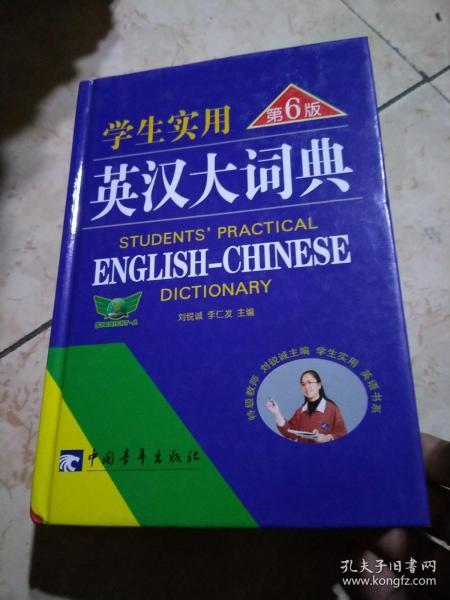 学生实用
第6版
英汉大词典
STUDENTS' PRACTICAL
ENGLISH-CHINESE
DICTIONARY
刘锐诚 李仁发 主编
特级教师 刘锐诚主编 学生实用 英语书系
中国青年出版社
孔夫子旧书网
www.kongfz.com